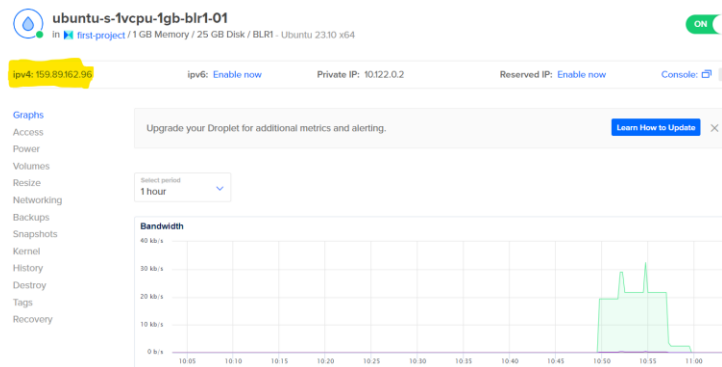 ubuntu-s-1vcpu-1gb-blr1-01
ON
in first-project / 1 GB Memory / 25 GB Disk / BLR1 - Ubuntu 23.10 x64
ipv4: 159.89.162.96 ipv6: Enable now Private IP: 10.122.0.2 Reserved IP: Enable now Console:
Graphs
Access
Power
Volumes
Resize
Networking
Backups
Snapshots
Kernel
History
Destroy
Tags
Recovery
Upgrade your Droplet for additional metrics and alerting.
Learn How to Update
Select period
1 hour
Bandwidth
40 kb/s
30 kb/s
20 kb/s
10 kb/s
0 b/s
10:05 10:10 10:15 10:20 10:25 10:30 10:35 10:40 10:45 10:50 10:55 11:00